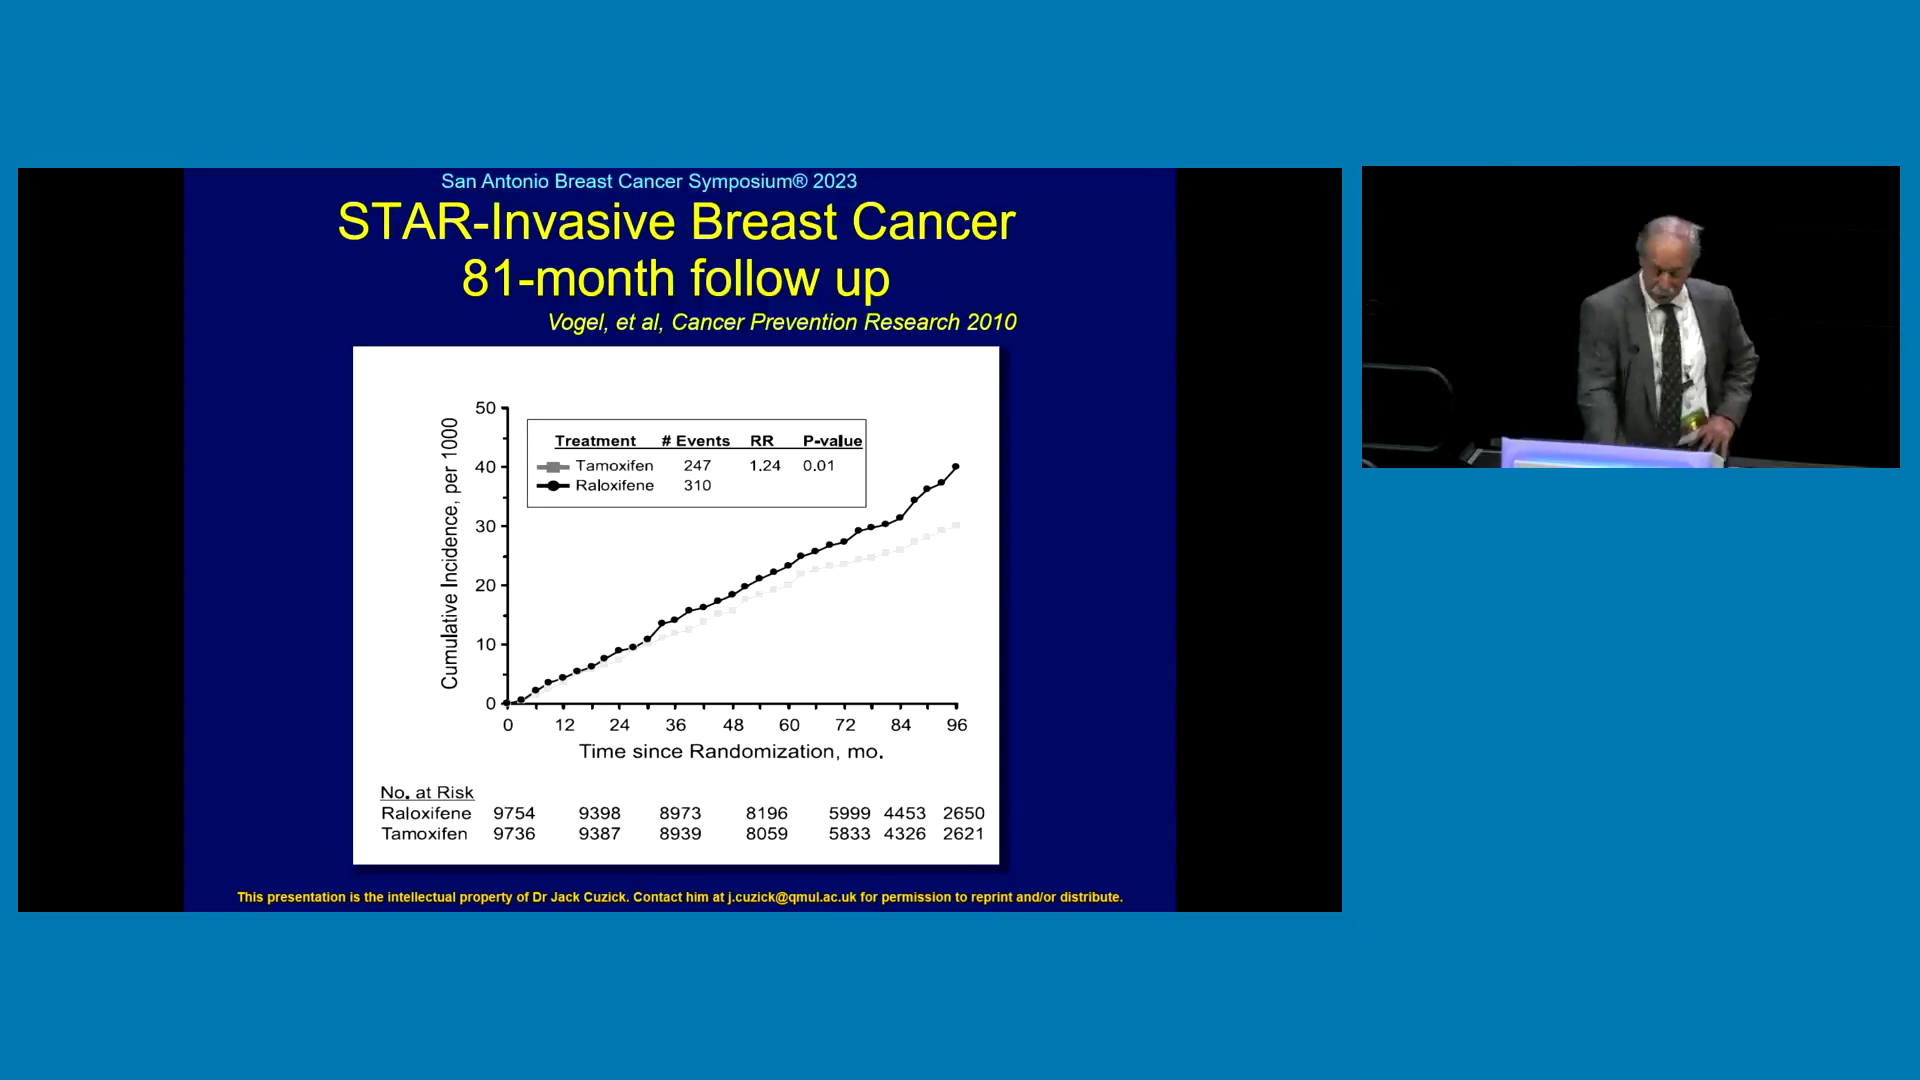 San Antonio Breast Cancer Symposium® 2023
STAR-Invasive Breast Cancer
81-month follow up
Vogel, et al, Cancer Prevention Research 2010
Cumulative Incidence, per 1000
50
40
30
20
10
0
Treatment # Events RR P-value
Tamoxifen 247 1.24 0.01
Raloxifene 310
0 12 24 36 48 60 72 84 96
Time since Randomization, mo.
No. at Risk
Raloxifene 9754 9398 8973 8196 5999 4453 2650
Tamoxifen 9736 9387 8939 8059 5833 4326 2621
This presentation is the intellectual property of Dr Jack Cuzick. Contact him at j.cuzick@qmul.ac.uk for permission to reprint and/or distribute.